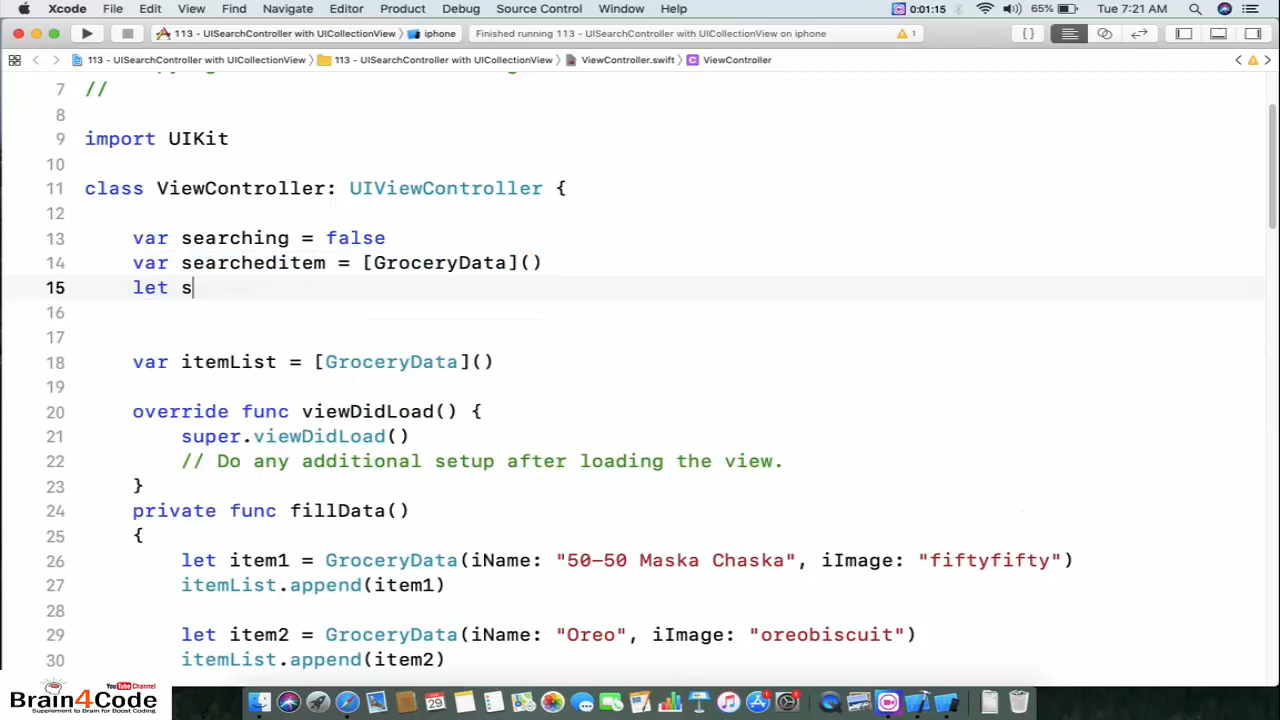 Xcode File Edit View Find Navigate Editor Product Debug Source Control Window Help 0:01:15 65% Tue 7:21 AM
113 - UISearchController with UICollectionView iphone Finished running 113 - UISearchController with UICollectionView on iphone 1
113 - UISearchController with UICollectionView 113 - UISearchController with UICollectionView ViewController.swift ViewController
7 //
8
9 import UIKit
10
11 class ViewController: UIViewController {
12
13 var searching = false
14 var searcheditem = [GroceryData]()
15 let s
16
17
18 var itemList = [GroceryData]()
19
20 override func viewDidLoad() {
21 super.viewDidLoad()
22 // Do any additional setup after loading the view.
23 }
24 private func fillData()
25 {
26 let item1 = GroceryData(iName: "50-50 Maska Chaska", iImage: "fiftyfifty")
27 itemList.append(item1)
28
29 let item2 = GroceryData(iName: "Oreo", iImage: "oreobiscuit")
30 itemList.append(item2)
YouTube Channel
Brain4Code
Supplement to Brain for Boost Coding